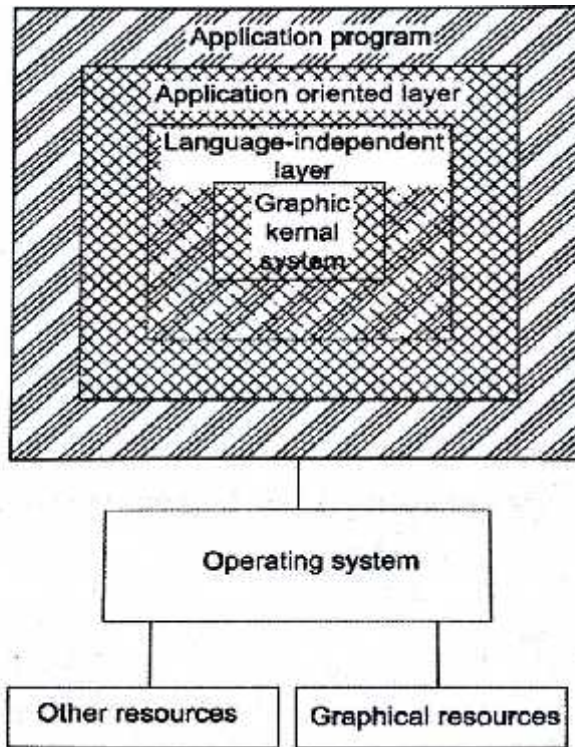 Application program
Application oriented layer
Language-independent
layer
Graphic
kernal
system
Operating system
Other resources
Graphical resources